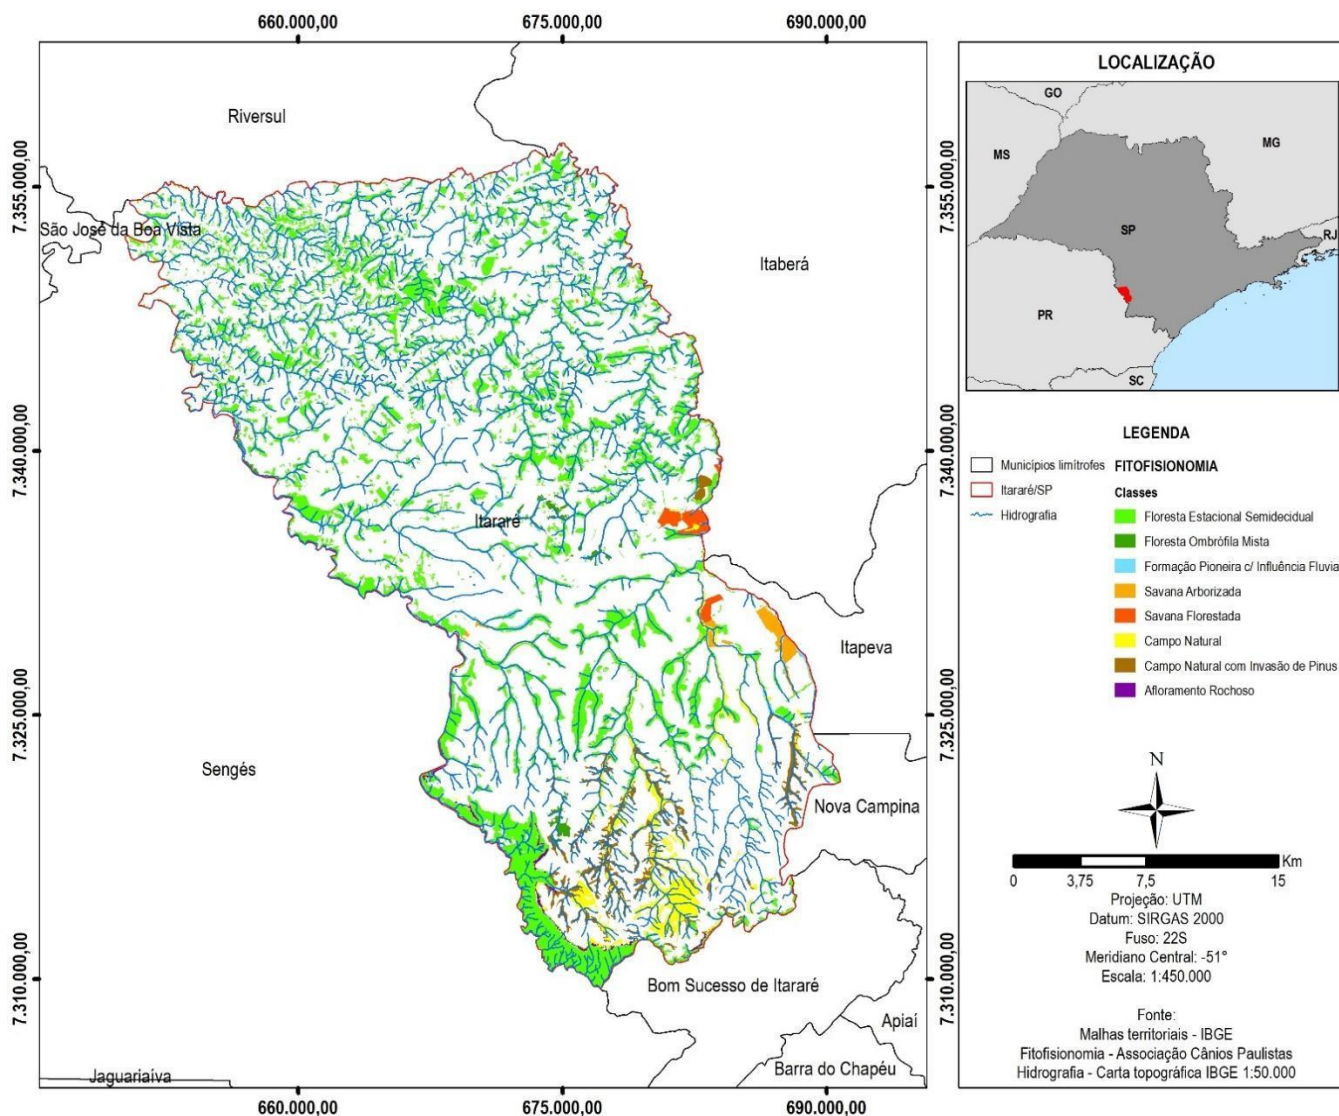 660.000,00
675.000,00
690.000,00
7.355.000,00
7.340.000,00
7.325.000,00
7.310.000,00
Riversul
São José da Boa Vista
Itaberá
Itararé
Itapeva
Sengés
Nova Campina
Bom Sucesso de Itararé
Apiaí
Barra do Chapéu
Jaguariaiva
7.355.000,00
7.340.000,00
7.325.000,00
7.310.000,00
660.000,00
675.000,00
690.000,00
LOCALIZAÇÃO
GO
MS
MG
SP
RJ
PR
SC
LEGENDA
Municípios limítrofes
Itararé/SP
Hidrografia
FITOFISIONOMIA
Classes
Floresta Estacional Semidecidual
Floresta Ombrófila Mista
Formação Pioneira c/ Influência Fluvia
Savana Arborizada
Savana Florestada
Campo Natural
Campo Natural com Invasão de Pinus
Afloramento Rochoso
N
Km
0 3,75 7,5 15
Projeção: UTM
Datum: SIRGAS 2000
Fuso: 22S
Meridiano Central: -51°
Escala: 1:450.000
Fonte:
Malhas territoriais - IBGE
Fitofisionomia - Associação Cânios Paulistas
Hidrografia - Carta topográfica IBGE 1:50.000